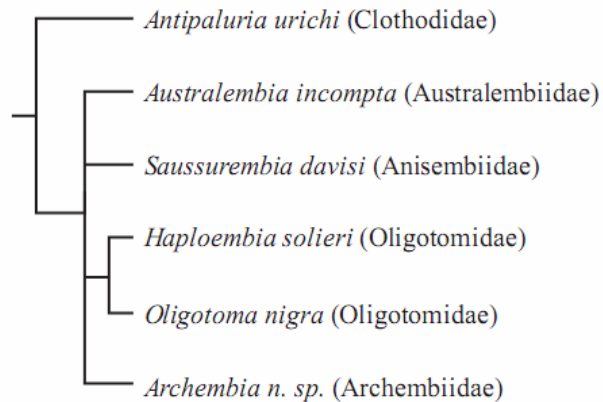 Antipaluria urichi (Clothodidae)
Australembia incompta (Australembiidae)
Saussurembia davisi (Anisembiidae)
Haploembia solieri (Oligotomidae)
Oligotoma nigra (Oligotomidae)
Archembia n. sp. (Archembiidae)